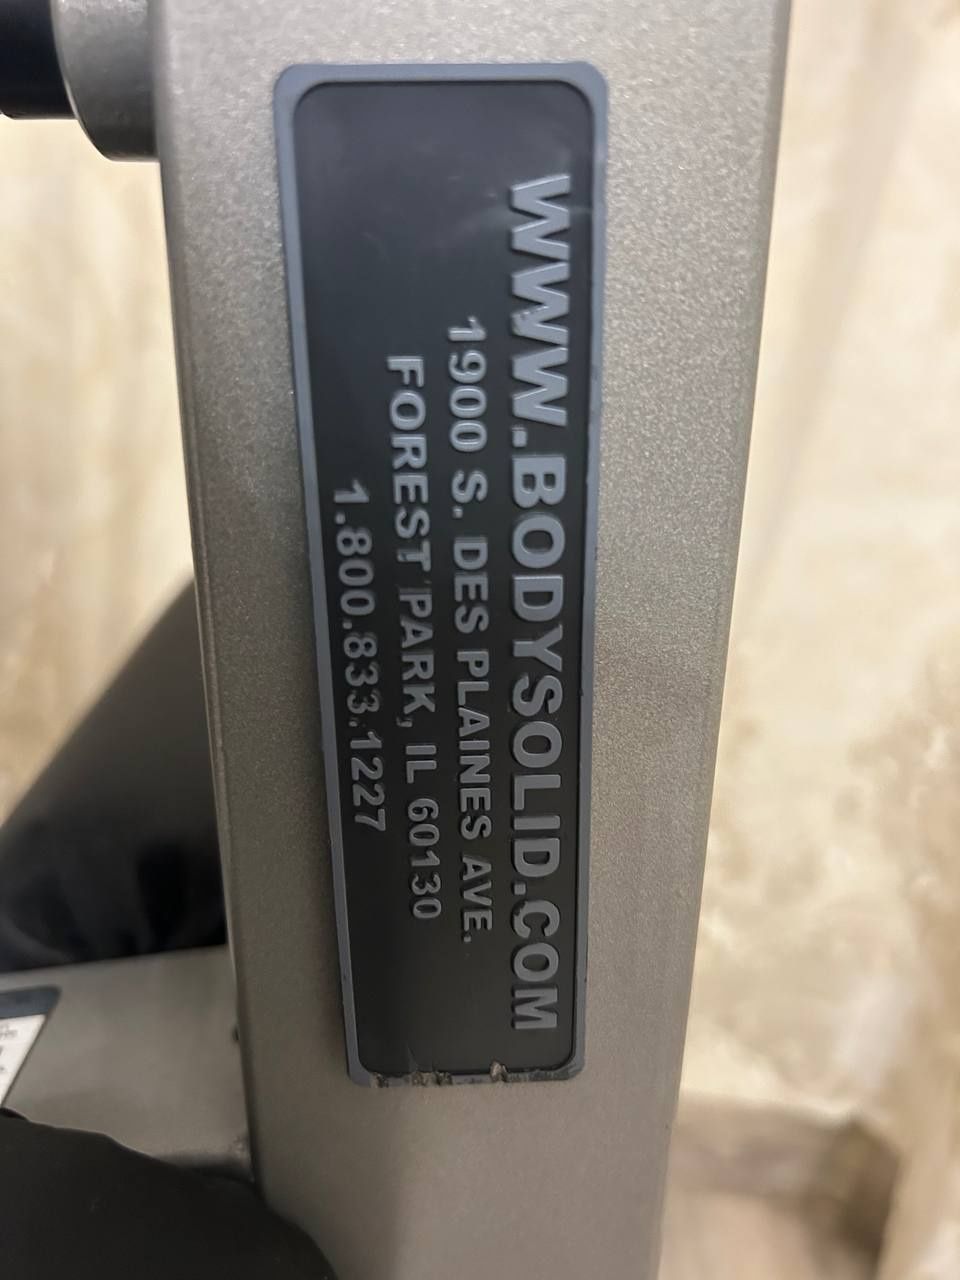 WWW.BODYSOLID.COM
1900 S. DES PLAINES AVE.
FOREST PARK, IL 60130
1.800.833.1227